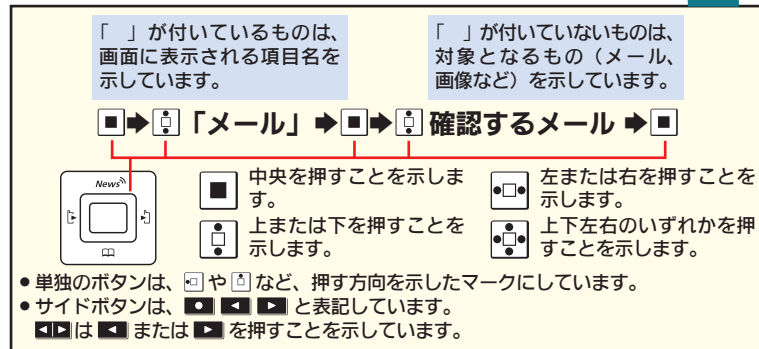 「　」が付いているものは、
画面に表示される項目名を
示しています。
「　」が付いていないものは、
対象となるもの（メール、
画像など）を示しています。
■➡「メール」➡■➡確認するメール➡■
News
中央を押すことを示しま
す。
上または下を押すことを
示します。
左または右を押すことを
示します。
上下左右のいずれかを押
すことを示します。
●単独のボタンは、や など、押す方向を示したマークにしています。
●サイドボタンは、 と表記しています。
は または を押すことを示しています。